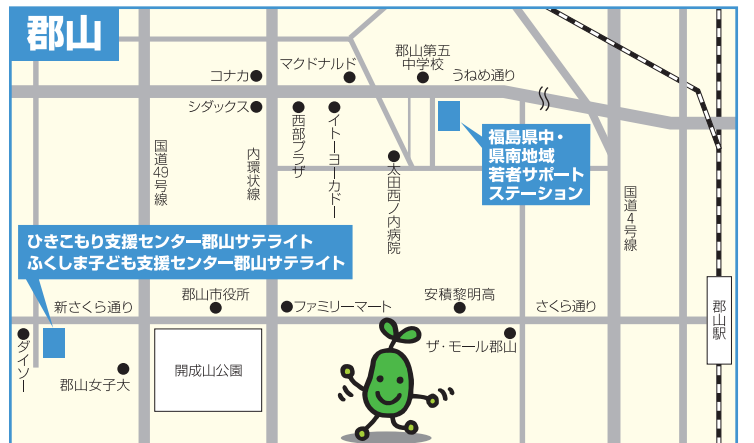 郡山
コナカ
マクドナルド
郡山第五
中学校
うねめ通り
シダックス
西部プラザ
イトーヨーカドー
福島県中・
県南地域
若者サポート
ステーション
国道49号線
内環状線
太田西ノ内病院
国道4号線
ひきこもり支援センター郡山サテライト
ふくしま子ども支援センター郡山サテライト
新さくら通り
郡山市役所
ファミリーマート
安積黎明高
さくら通り
郡山駅
ダイソー
郡山女子大
開成山公園
ザ・モール郡山